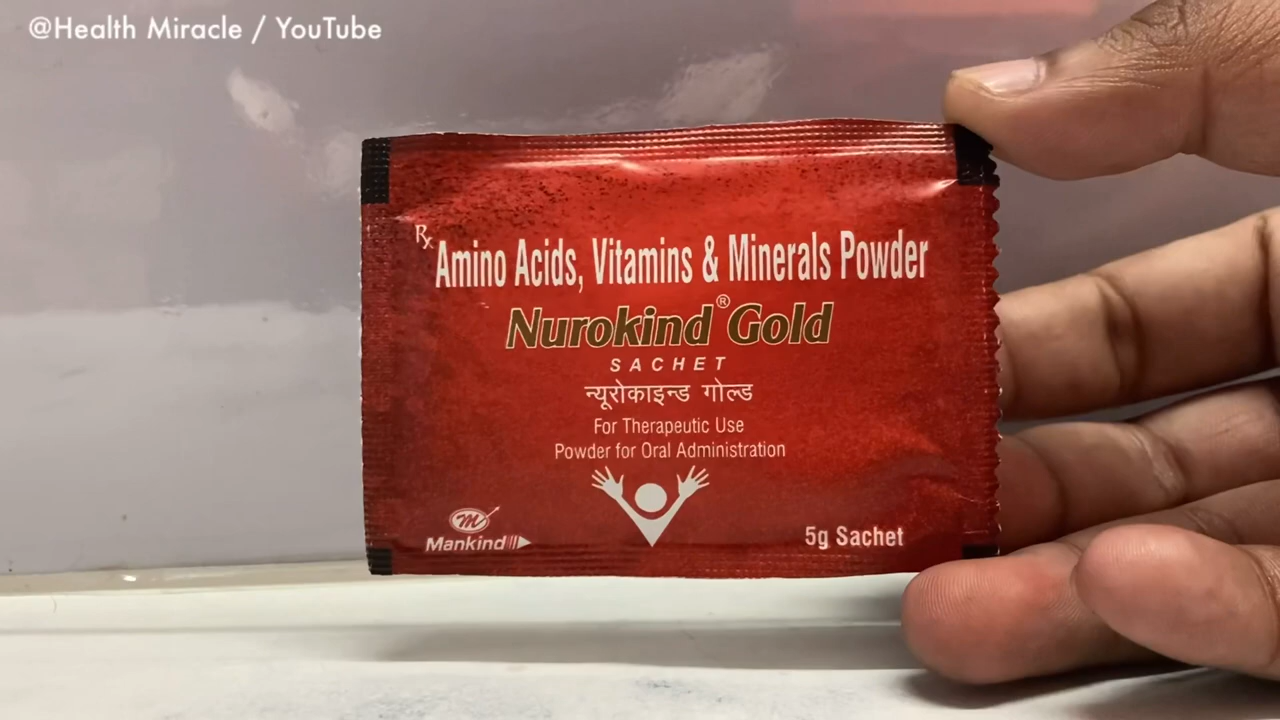 @Health Miracle / YouTube
Rx Amino Acids, Vitamins & Minerals Powder
Nurokind® Gold
SACHET
न्यूरोकाइन्ड गोल्ड
For Therapeutic Use
Powder for Oral Administration
m
Mankind
5g Sachet